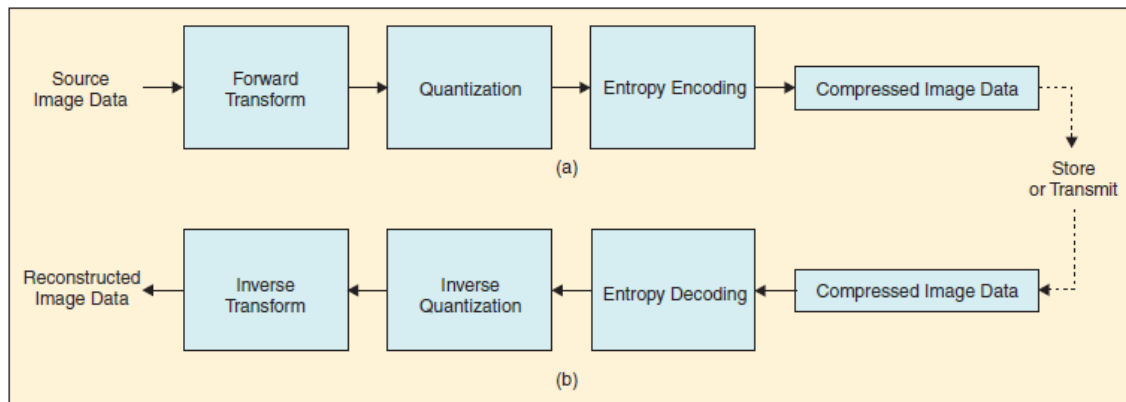 Source
Image Data
Forward
Transform
Quantization
Entropy Encoding
Compressed Image Data
(a)
Store
or Transmit
Reconstructed
Image Data
Inverse
Transform
Inverse
Quantization
Entropy Decoding
Compressed Image Data
(b)